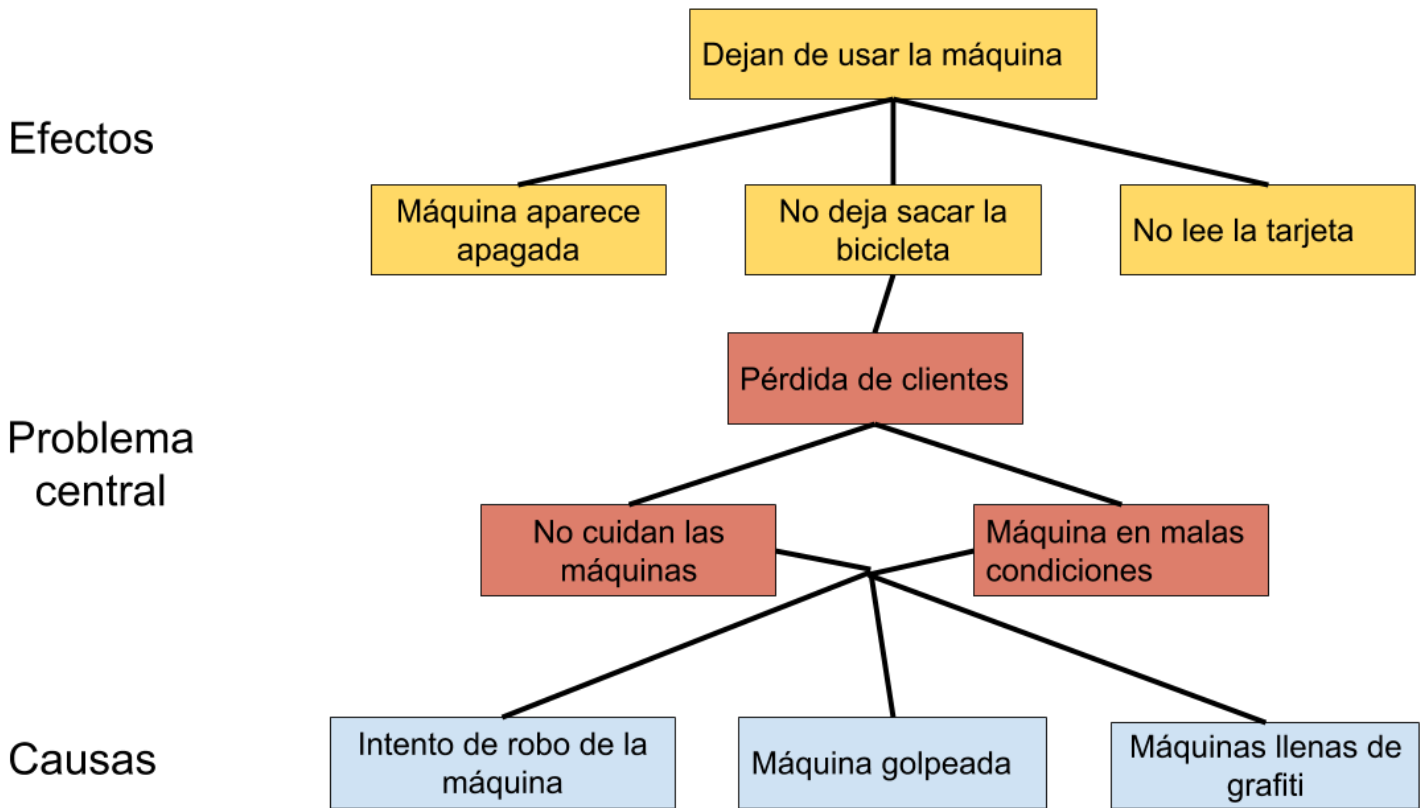 Dejan de usar la máquina
Efectos
Máquina aparece
apagada
No deja sacar la
bicicleta
No lee la tarjeta
Pérdida de clientes
Problema
central
No cuidan las
máquinas
Máquina en malas
condiciones
Causas
Intento de robo de la
máquina
Máquina golpeada
Máquinas llenas de
grafiti